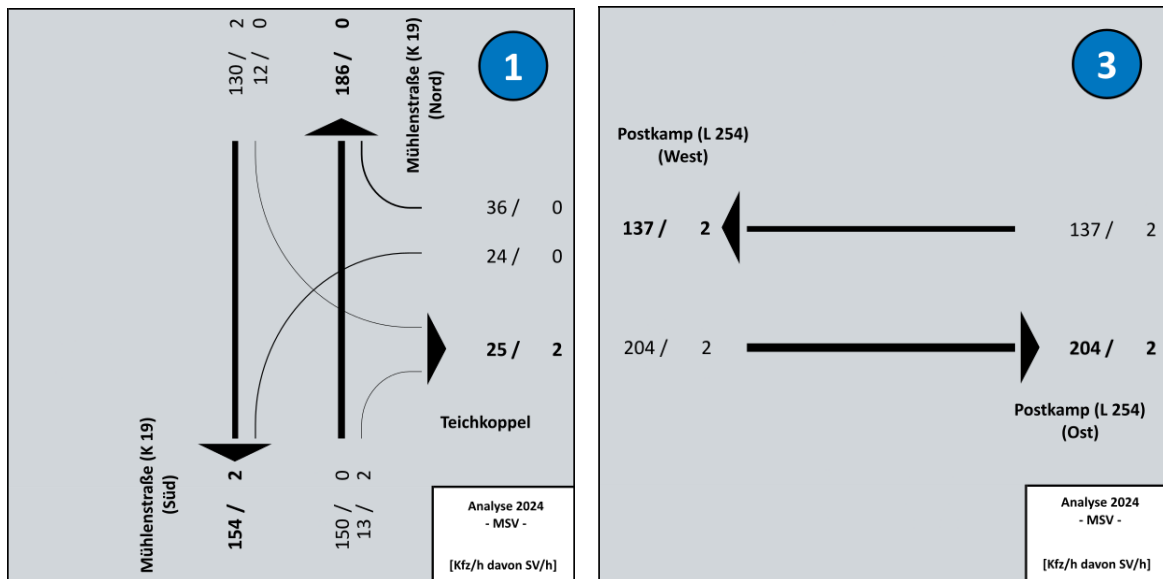 130 / 2
12 / 0
186 / 0
Mühlenstraße (K 19)
(Nord)
1
36 / 0
24 / 0
25 / 2
Teichkoppel
Mühlenstraße (K 19)
(Süd)
154 / 2
150 / 0
13 / 2
Analyse 2024
- MSV -
[Kfz/h davon SV/h]
3
Postkamp (L 254)
(West)
137 / 2
137 / 2
204 / 2
204 / 2
Postkamp (L 254)
(Ost)
Analyse 2024
- MSV -
[Kfz/h davon SV/h]